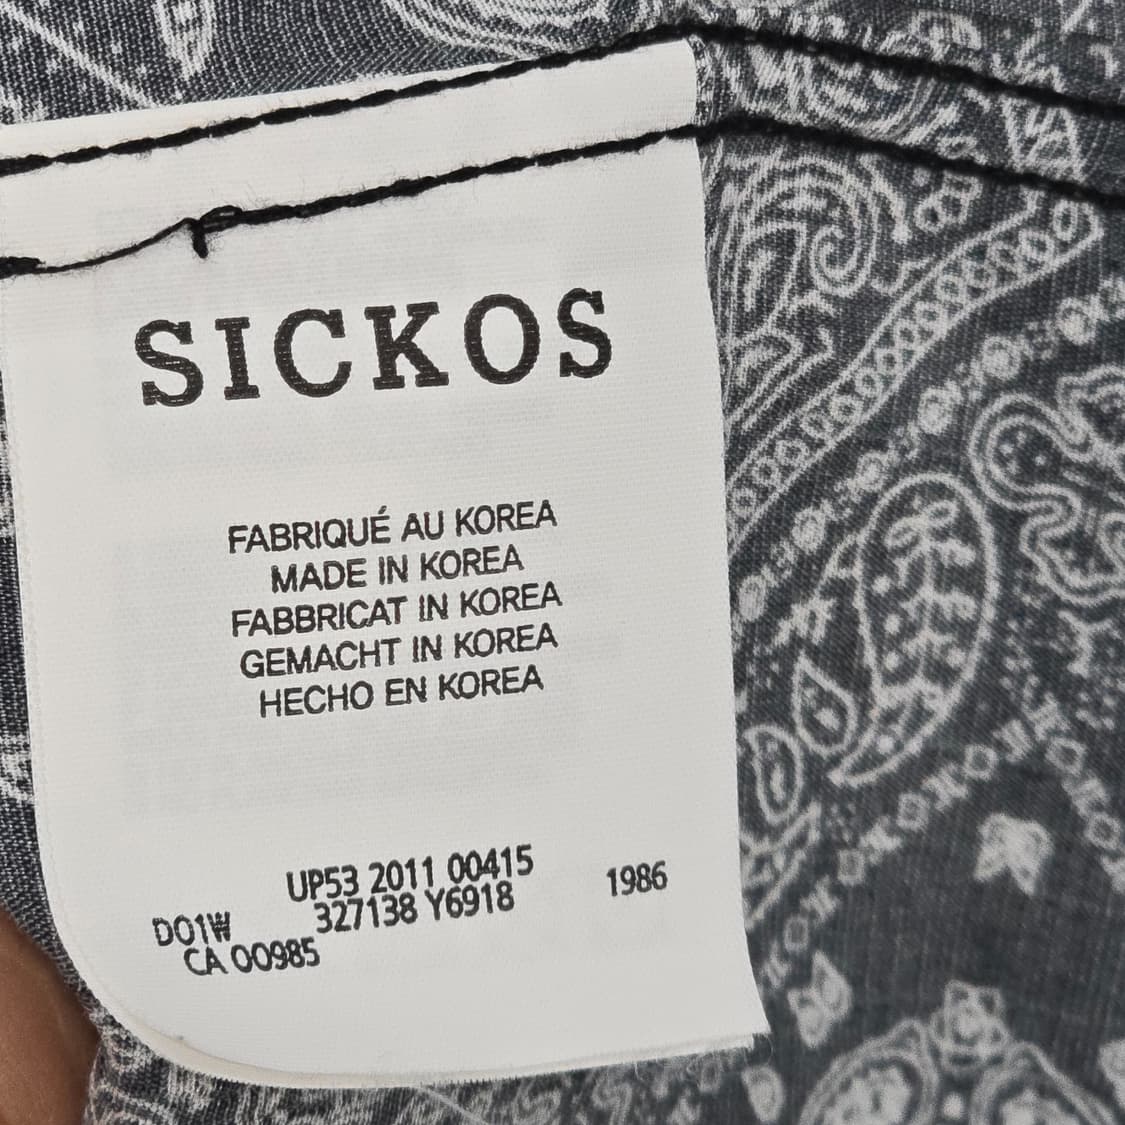 SICKOS
FABRIQUÉ AU KOREA
MADE IN KOREA
FABBRICAT IN KOREA
GEMACHT IN KOREA
HECHO EN KOREA
UP53 2011 00415
327138 Y6918
1986
DO1₩
CA 00985